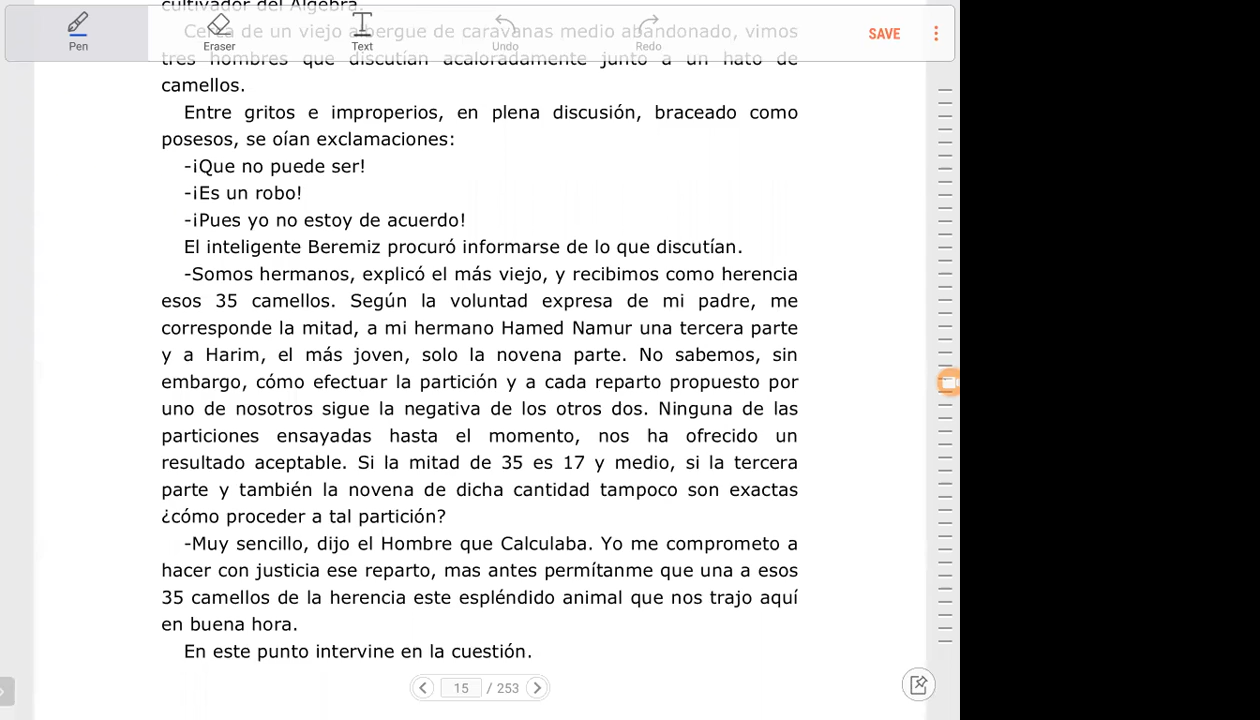 cultivador del Álgebra.
Cerca de un viejo albergue de caravanas medio abandonado, vimos
tres hombres que discutían acaloradamente junto a un hato de
camellos.
Entre gritos e improperios, en plena discusión, braceado como
posesos, se oían exclamaciones:
-¡Que no puede ser!
-¡Es un robo!
-¡Pues yo no estoy de acuerdo!
El inteligente Beremiz procuró informarse de lo que discutían.
-Somos hermanos, explicó el más viejo, y recibimos como herencia
esos 35 camellos. Según la voluntad expresa de mi padre, me
corresponde la mitad, a mi hermano Hamed Namur una tercera parte
y a Harim, el más joven, solo la novena parte. No sabemos, sin
embargo, cómo efectuar la partición y a cada reparto propuesto por
uno de nosotros sigue la negativa de los otros dos. Ninguna de las
particiones ensayadas hasta el momento, nos ha ofrecido un
resultado aceptable. Si la mitad de 35 es 17 y medio, si la tercera
parte y también la novena de dicha cantidad tampoco son exactas
¿cómo proceder a tal partición?
-Muy sencillo, dijo el Hombre que Calculaba. Yo me comprometo a
hacer con justicia ese reparto, mas antes permítanme que una a esos
35 camellos de la herencia este espléndido animal que nos trajo aquí
en buena hora.
En este punto intervine en la cuestión.
Pen
Eraser
Text
Undo
Redo
SAVE
15 / 253